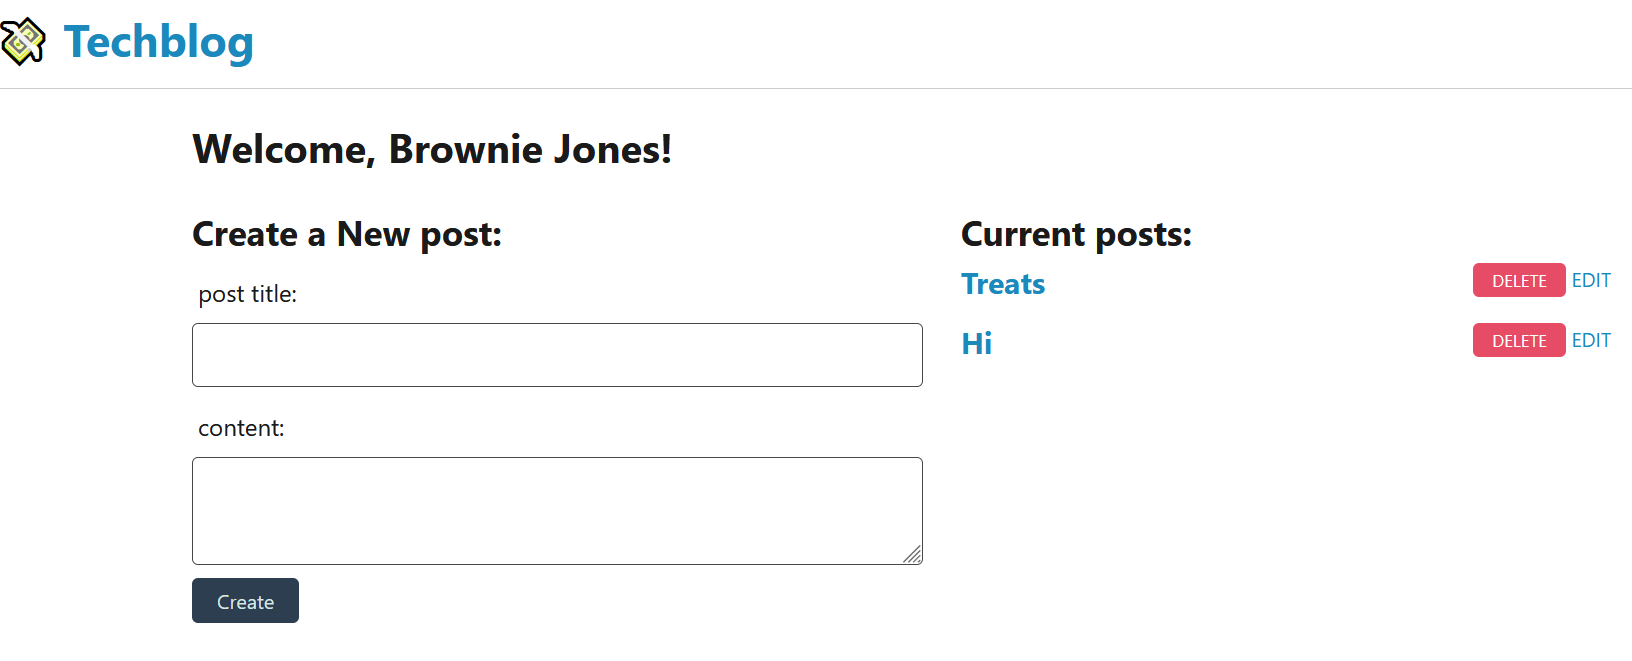 Techblog
Welcome, Brownie Jones!
Create a New post:
post title:
content:
Create
Current posts:
Treats
DELETE EDIT
Hi
DELETE EDIT